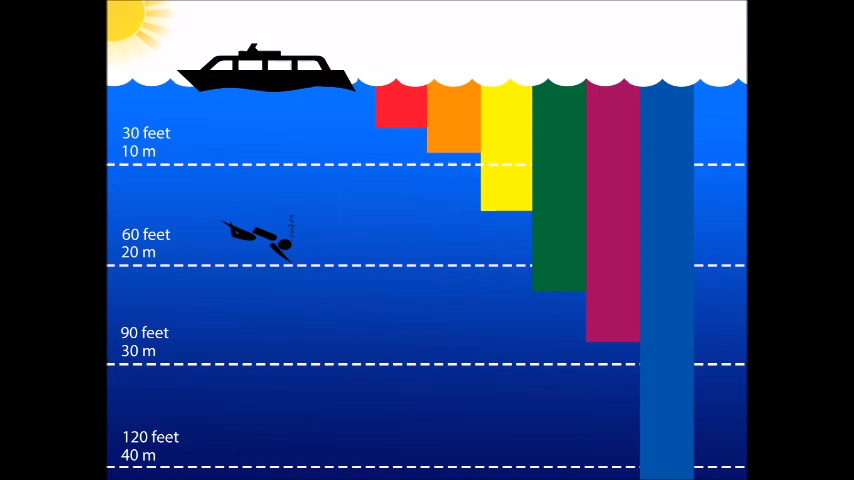 30 feet
10 m
60 feet
20 m
90 feet
30 m
120 feet
40 m